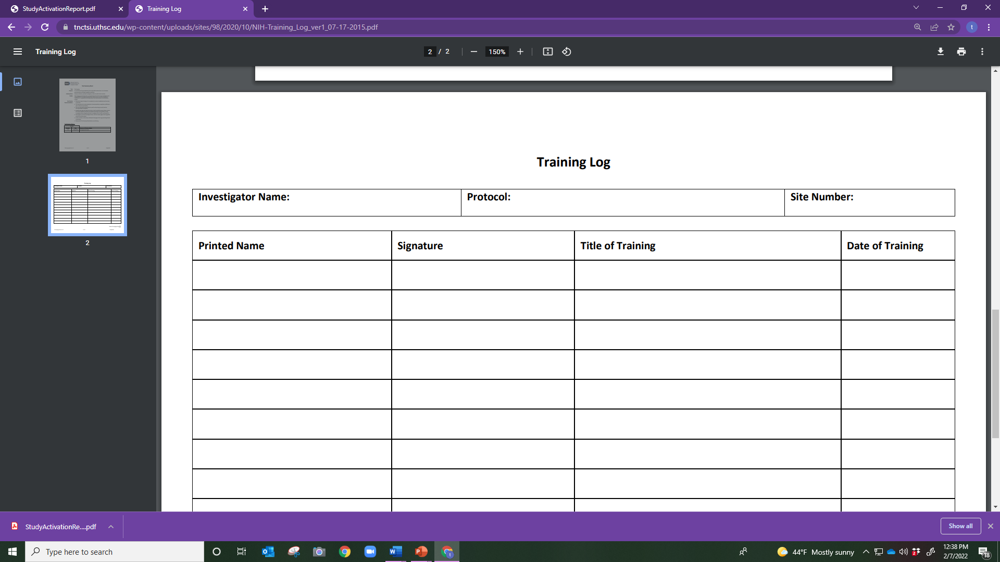 StudyActivationReport.pdf
Training Log
tnctsi.uthsc.edu/wp-content/uploads/sites/98/2020/10/NIH-Training_Log_ver1_07-17-2015.pdf
t
Training Log
2 / 2
150%
1
2
Training Log
Investigator Name: Protocol: Site Number:
Printed Name Signature Title of Training Date of Training
StudyActivationRe....pdf
Show all
Type here to search
44°F Mostly sunny
12:38 PM
2/7/2022
18